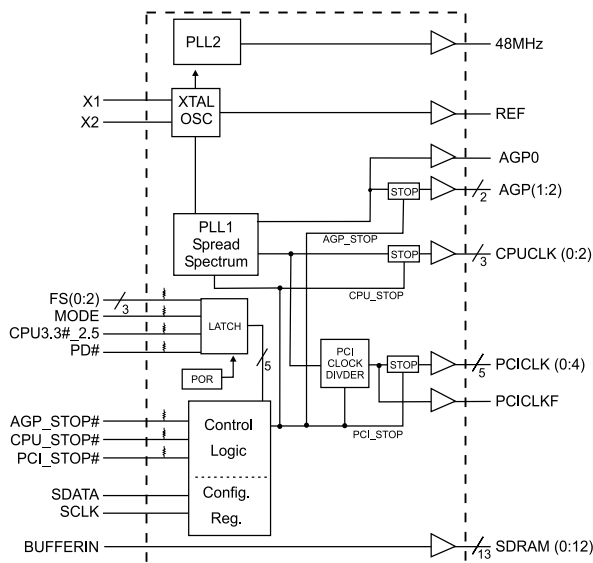 PLL2
48MHz
X1
X2
XTAL
OSC
REF
AGP0
STOP
AGP(1:2)
2
AGP_STOP
PLL1
Spread
Spectrum
STOP
CPUCLK (0:2)
3
CPU_STOP
FS(0:2)
3
MODE
CPU3.3#_2.5
PD#
LATCH
5
POR
PCI
CLOCK
DIVDER
STOP
PCICLK (0:4)
5
PCICLKF
PCI_STOP
AGP_STOP#
CPU_STOP#
PCI_STOP#
Control
Logic
SDATA
SCLK
Config.
Reg.
BUFFERIN
SDRAM (0:12)
13